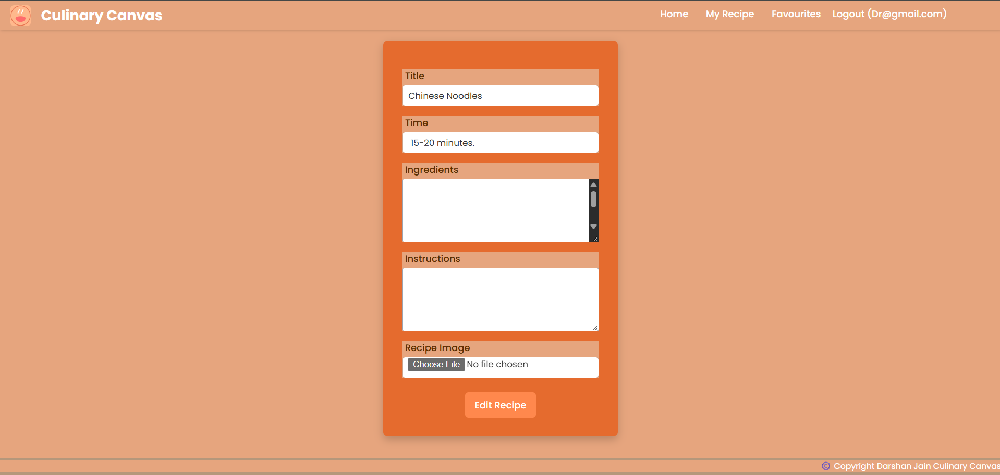 Culinary Canvas
Home My Recipe Favourites Logout (Dr@gmail.com)
Title
Chinese Noodles
Time
15-20 minutes.
Ingredients
Instructions
Recipe Image
Choose File No file chosen
Edit Recipe
© Copyright Darshan Jain Culinary Canvas